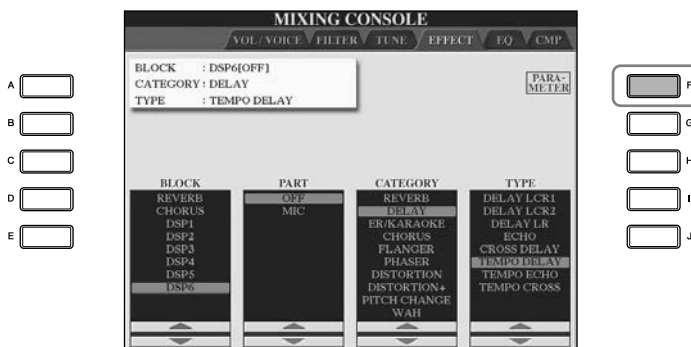 MIXING CONSOLE
VOL/VOICE FILTER TUNE EFFECT EQ CMP
BLOCK : DSP6[OFF]
CATEGORY : DELAY
TYPE : TEMPO DELAY
PARA-
METER
A
B
C
D
E
F
G
H
I
J
BLOCK
REVERB
CHORUS
DSP1
DSP2
DSP3
DSP4
DSP5
DSP6
PART
OFF
MIC
CATEGORY
REVERB
DELAY
ER/KARAOKE
CHORUS
FLANGER
PHASER
DISTORTION
DISTORTION+
PITCH CHANGE
WAH
TYPE
DELAY LCR1
DELAY LCR2
DELAY LR
ECHO
CROSS DELAY
TEMPO DELAY
TEMPO ECHO
TEMPO CROSS